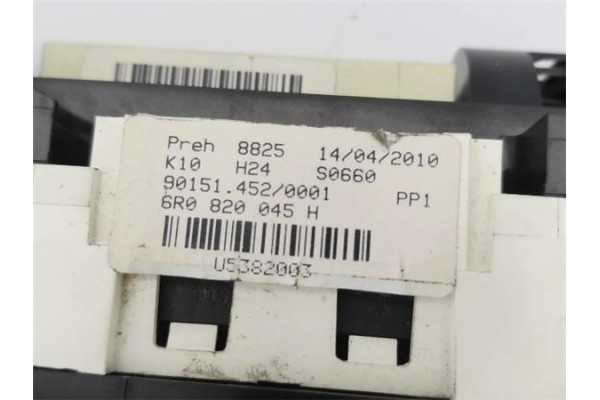 Preh 8825 14/04/2010
K10 H24 S0660
90151.452/0001 PP1
6R0 820 045 H
U5382003